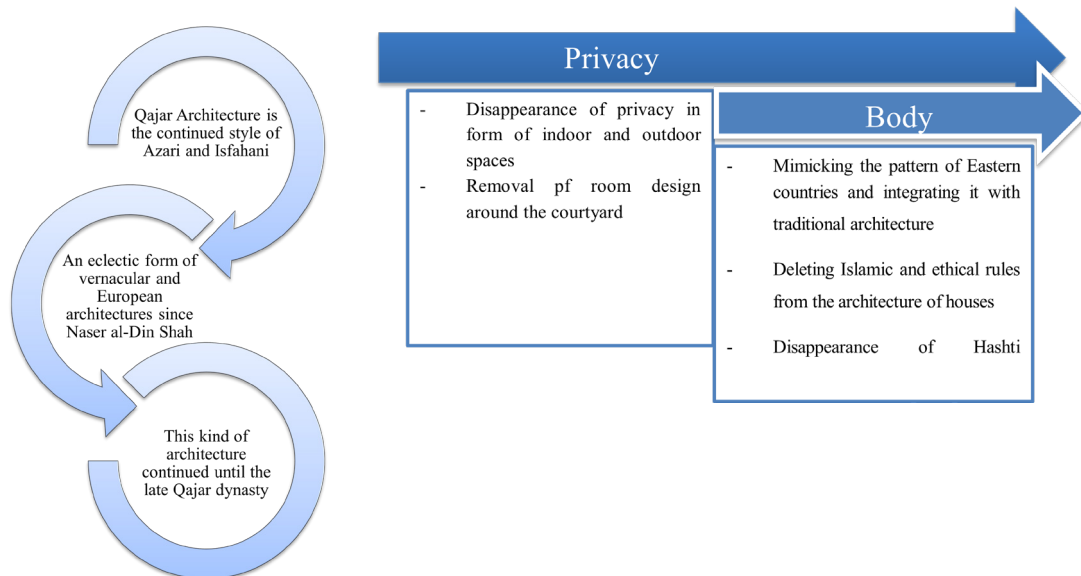 Qajar Architecture is
the continued style of
Azari and Isfahani
An eclectic form of
vernacular and
European
architectures since
Naser al-Din Shah
This kind of
architecture
continued until the
late Qajar dynasty
Privacy
- Disappearance of privacy in
form of indoor and outdoor
spaces
- Removal pf room design
around the courtyard
Body
- Mimicking the pattern of Eastern
countries and integrating it with
traditional architecture
- Deleting Islamic and ethical rules
from the architecture of houses
- Disappearance of Hashti